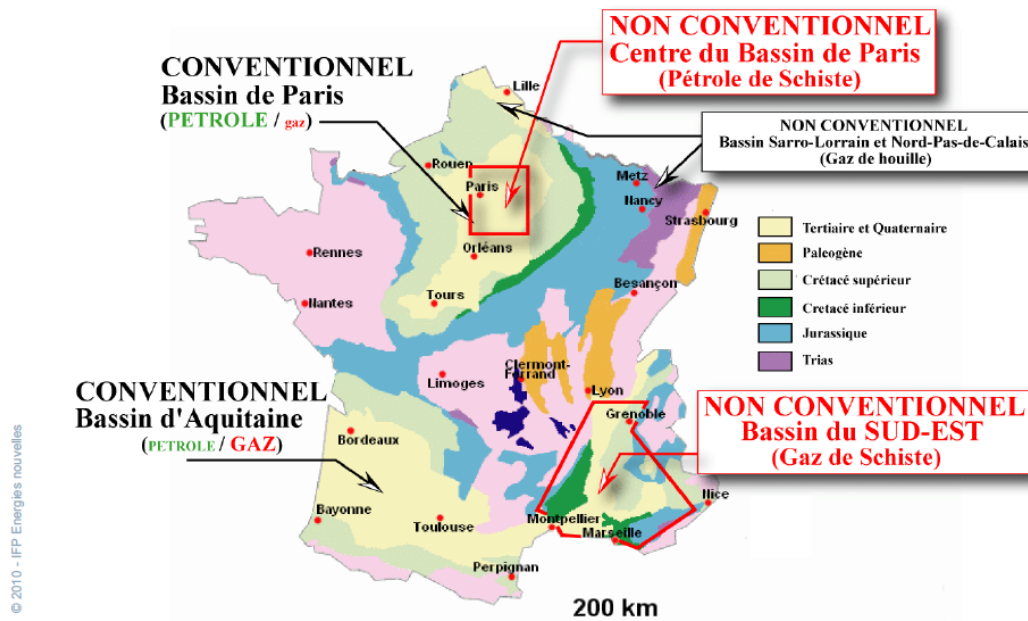 NON CONVENTIONNEL
Centre du Bassin de Paris
(Pétrole de Schiste)
CONVENTIONNEL
Bassin de Paris
(PETROLE / gaz)
NON CONVENTIONNEL
Bassin Sarro-Lorrain et Nord-Pas-de-Calais
(Gaz de houille)
Lille
Rouen
Paris
Metz
Nancy
Strasbourg
Orléans
Rennes
Nantes
Tours
Besançon
Tertiaire et Quaternaire
Paleogène
Crétacé supérieur
Cretacé inférieur
Jurassique
Trias
CONVENTIONNEL
Bassin d'Aquitaine
(PETROLE / GAZ)
Limoges
Clermont-
Ferrand
Lyon
Grenoble
NON CONVENTIONNEL
Bassin du SUD-EST
(Gaz de Schiste)
Bordeaux
Bayonne
Toulouse
Montpellier
Marseille
Nice
Perpignan
200 km
© 2010 - IFP Energies nouvelles